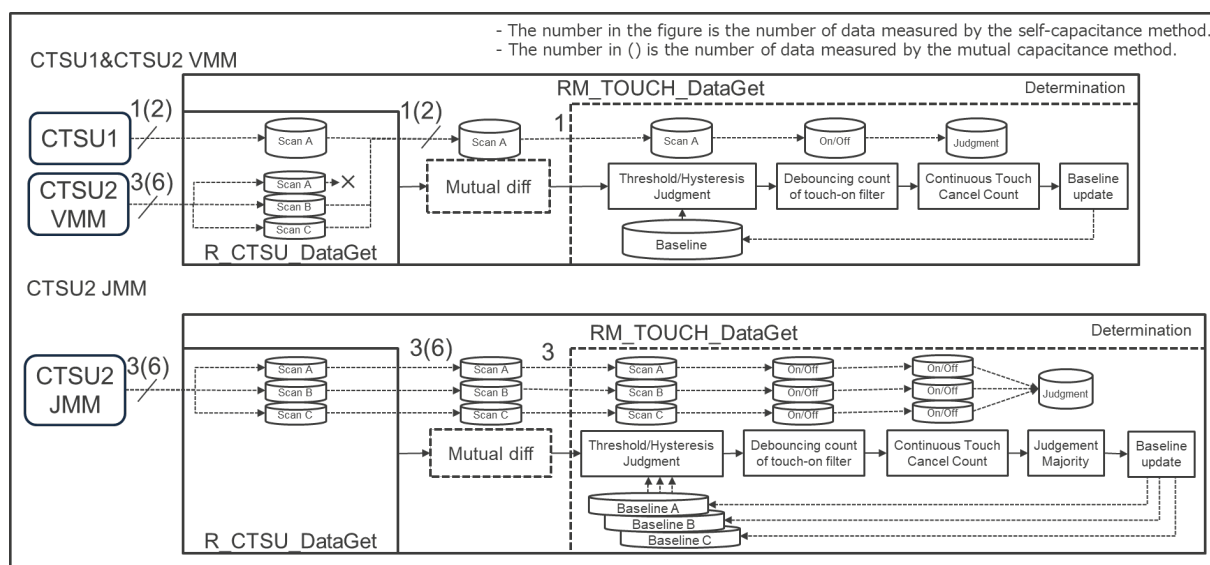 - The number in the figure is the number of data measured by the self-capacitance method.
- The number in () is the number of data measured by the mutual capacitance method.
CTSU1&CTSU2 VMM
RM_TOUCH_DataGet
Determination
1(2)
1(2)
1
CTSU1
Scan A
Scan A
Scan A
On/Off
Judgment
3(6)
CTSU2
VMM
Scan A
Scan B
Scan C
Mutual diff
Threshold/Hysteresis
Judgment
Debouncing count
of touch-on filter
Continuous Touch
Cancel Count
Baseline
update
Baseline
R_CTSU_DataGet
CTSU2 JMM
RM_TOUCH_DataGet
Determination
3(6)
3(6)
3
CTSU2
JMM
Scan A
Scan A
Scan A
On/Off
On/Off
Scan B
Scan B
Scan B
On/Off
On/Off
Judgment
Scan C
Scan C
Scan C
On/Off
On/Off
Mutual diff
Threshold/Hysteresis
Judgment
Debouncing count
of touch-on filter
Continuous Touch
Cancel Count
Judgement
Majority
Baseline
update
Baseline A
Baseline B
Baseline C
R_CTSU_DataGet